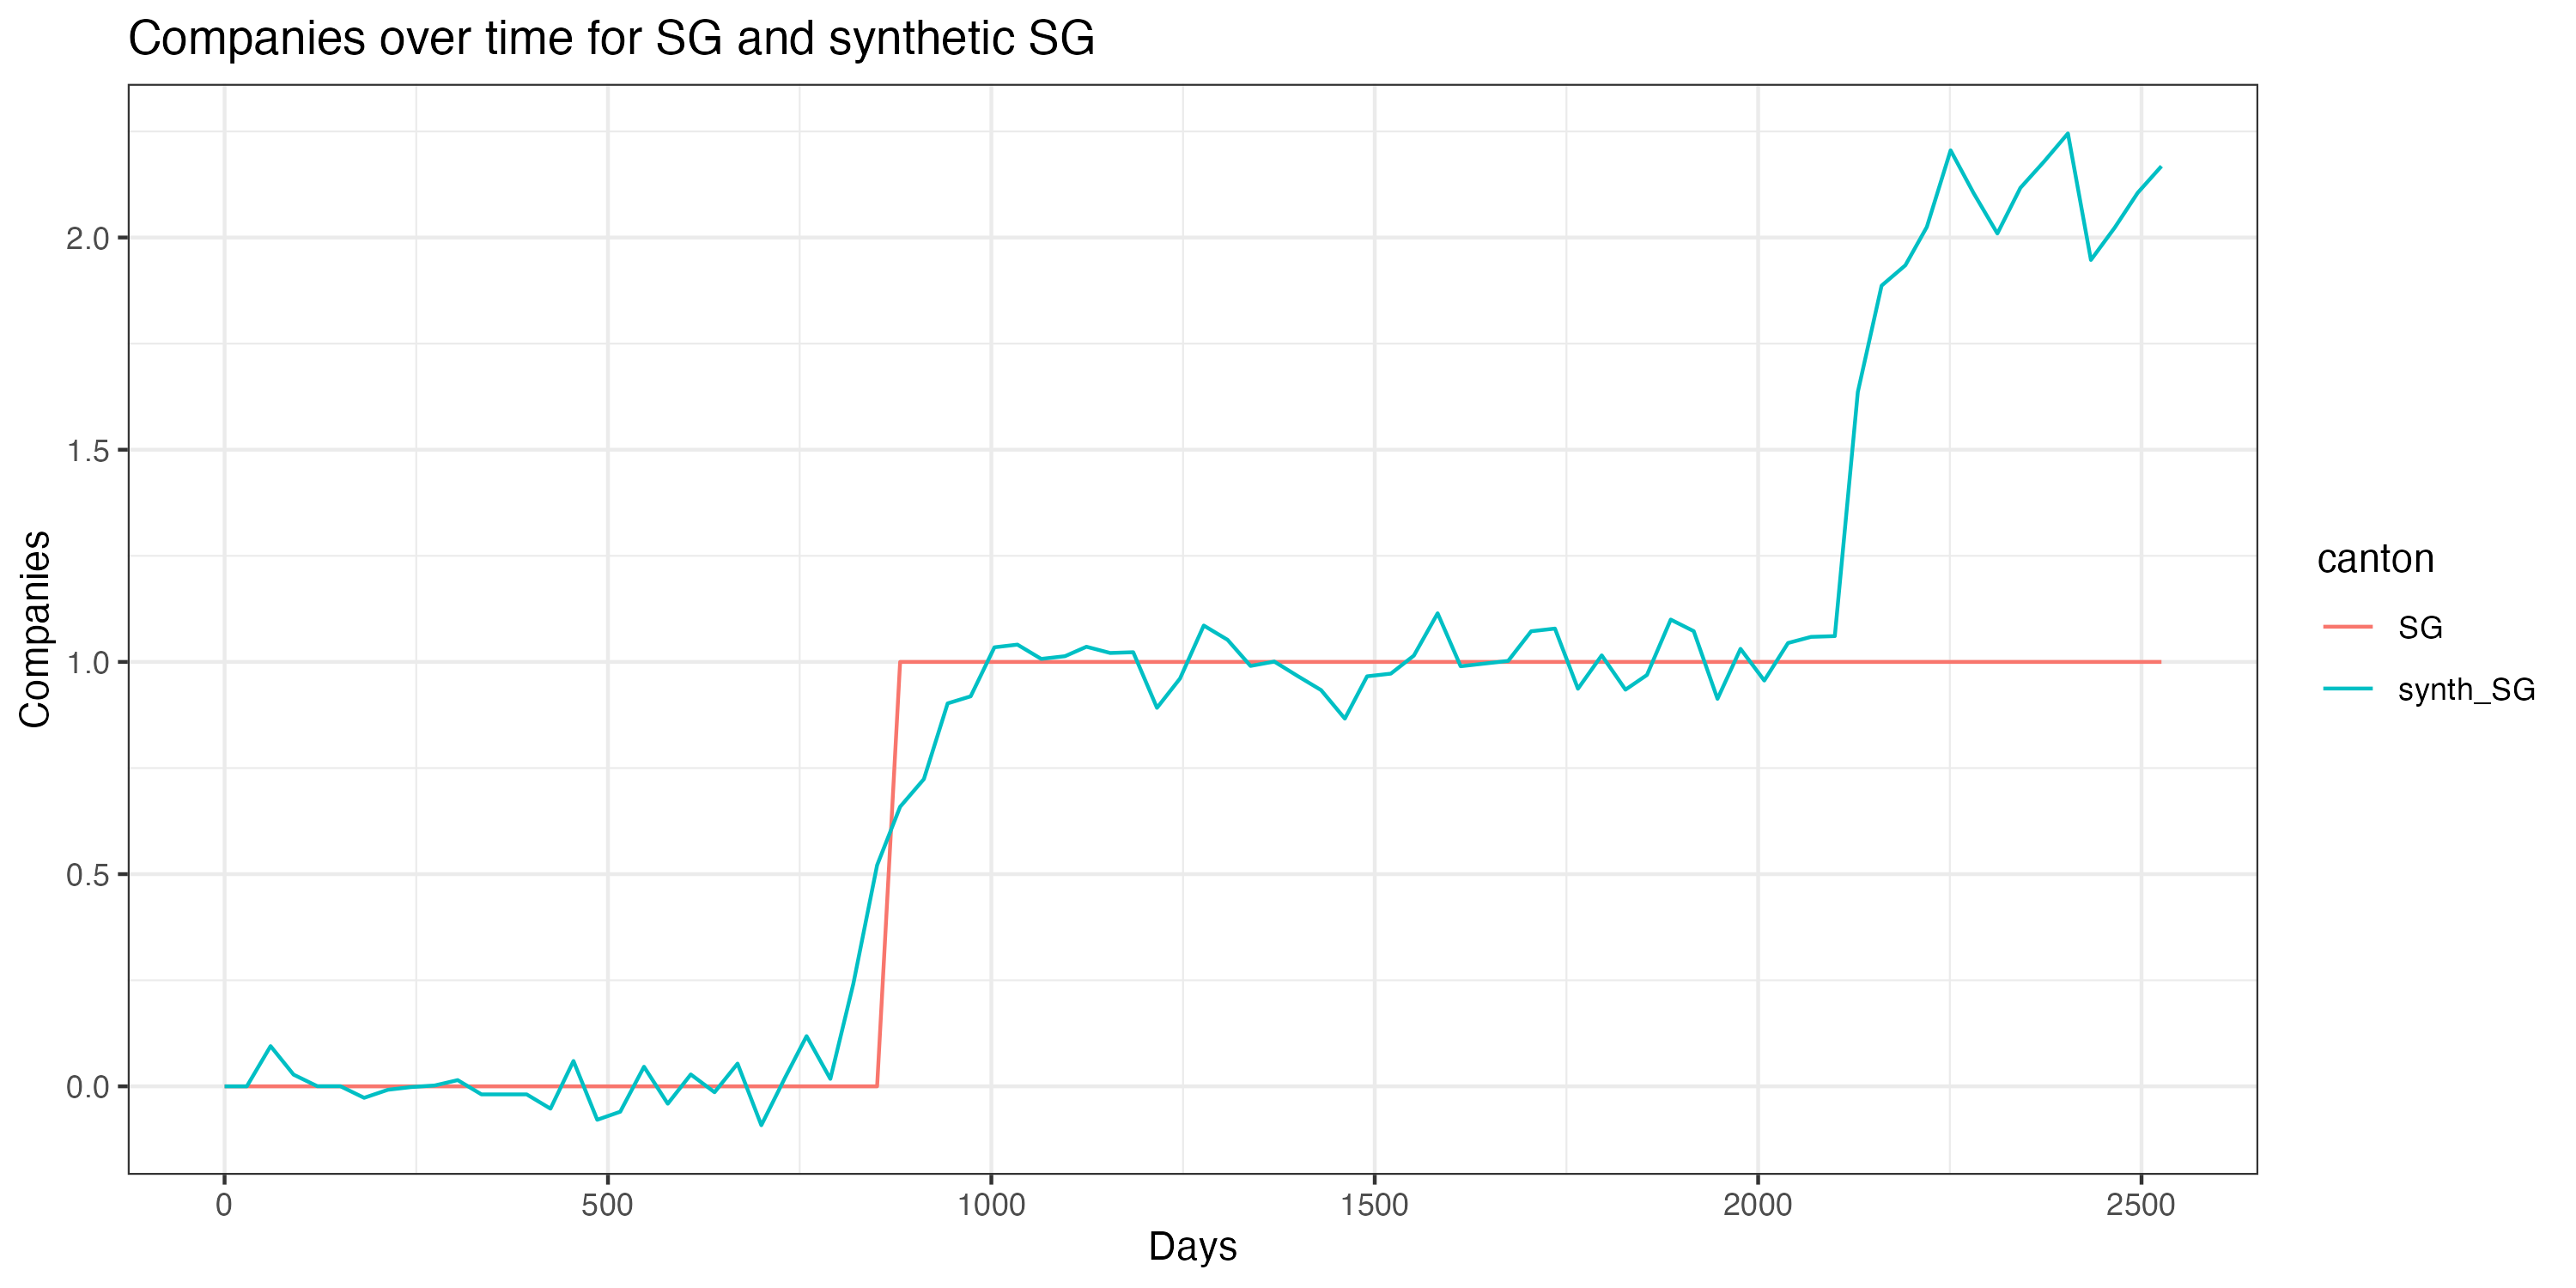 Companies over time for SG and synthetic SG
Companies
2.0
1.5
1.0
0.5
0.0
0
500
1000
1500
2000
2500
Days
canton
SG
synth_SG